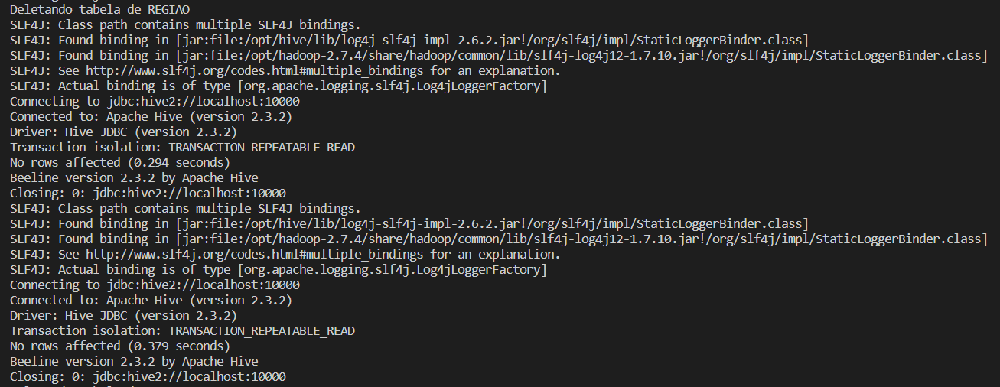 Deletando tabela de REGIAO
SLF4J: Class path contains multiple SLF4J bindings.
SLF4J: Found binding in [jar:file:/opt/hive/lib/log4j-slf4j-impl-2.6.2.jar!/org/slf4j/impl/StaticLoggerBinder.class]
SLF4J: Found binding in [jar:file:/opt/hadoop-2.7.4/share/hadoop/common/lib/slf4j-log4j12-1.7.10.jar!/org/slf4j/impl/StaticLoggerBinder.class]
SLF4J: See http://www.slf4j.org/codes.html#multiple_bindings for an explanation.
SLF4J: Actual binding is of type [org.apache.logging.slf4j.Log4jLoggerFactory]
Connecting to jdbc:hive2://localhost:10000
Connected to: Apache Hive (version 2.3.2)
Driver: Hive JDBC (version 2.3.2)
Transaction isolation: TRANSACTION_REPEATABLE_READ
No rows affected (0.294 seconds)
Beeline version 2.3.2 by Apache Hive
Closing: 0: jdbc:hive2://localhost:10000
SLF4J: Class path contains multiple SLF4J bindings.
SLF4J: Found binding in [jar:file:/opt/hive/lib/log4j-slf4j-impl-2.6.2.jar!/org/slf4j/impl/StaticLoggerBinder.class]
SLF4J: Found binding in [jar:file:/opt/hadoop-2.7.4/share/hadoop/common/lib/slf4j-log4j12-1.7.10.jar!/org/slf4j/impl/StaticLoggerBinder.class]
SLF4J: See http://www.slf4j.org/codes.html#multiple_bindings for an explanation.
SLF4J: Actual binding is of type [org.apache.logging.slf4j.Log4jLoggerFactory]
Connecting to jdbc:hive2://localhost:10000
Connected to: Apache Hive (version 2.3.2)
Driver: Hive JDBC (version 2.3.2)
Transaction isolation: TRANSACTION_REPEATABLE_READ
No rows affected (0.379 seconds)
Beeline version 2.3.2 by Apache Hive
Closing: 0: jdbc:hive2://localhost:10000